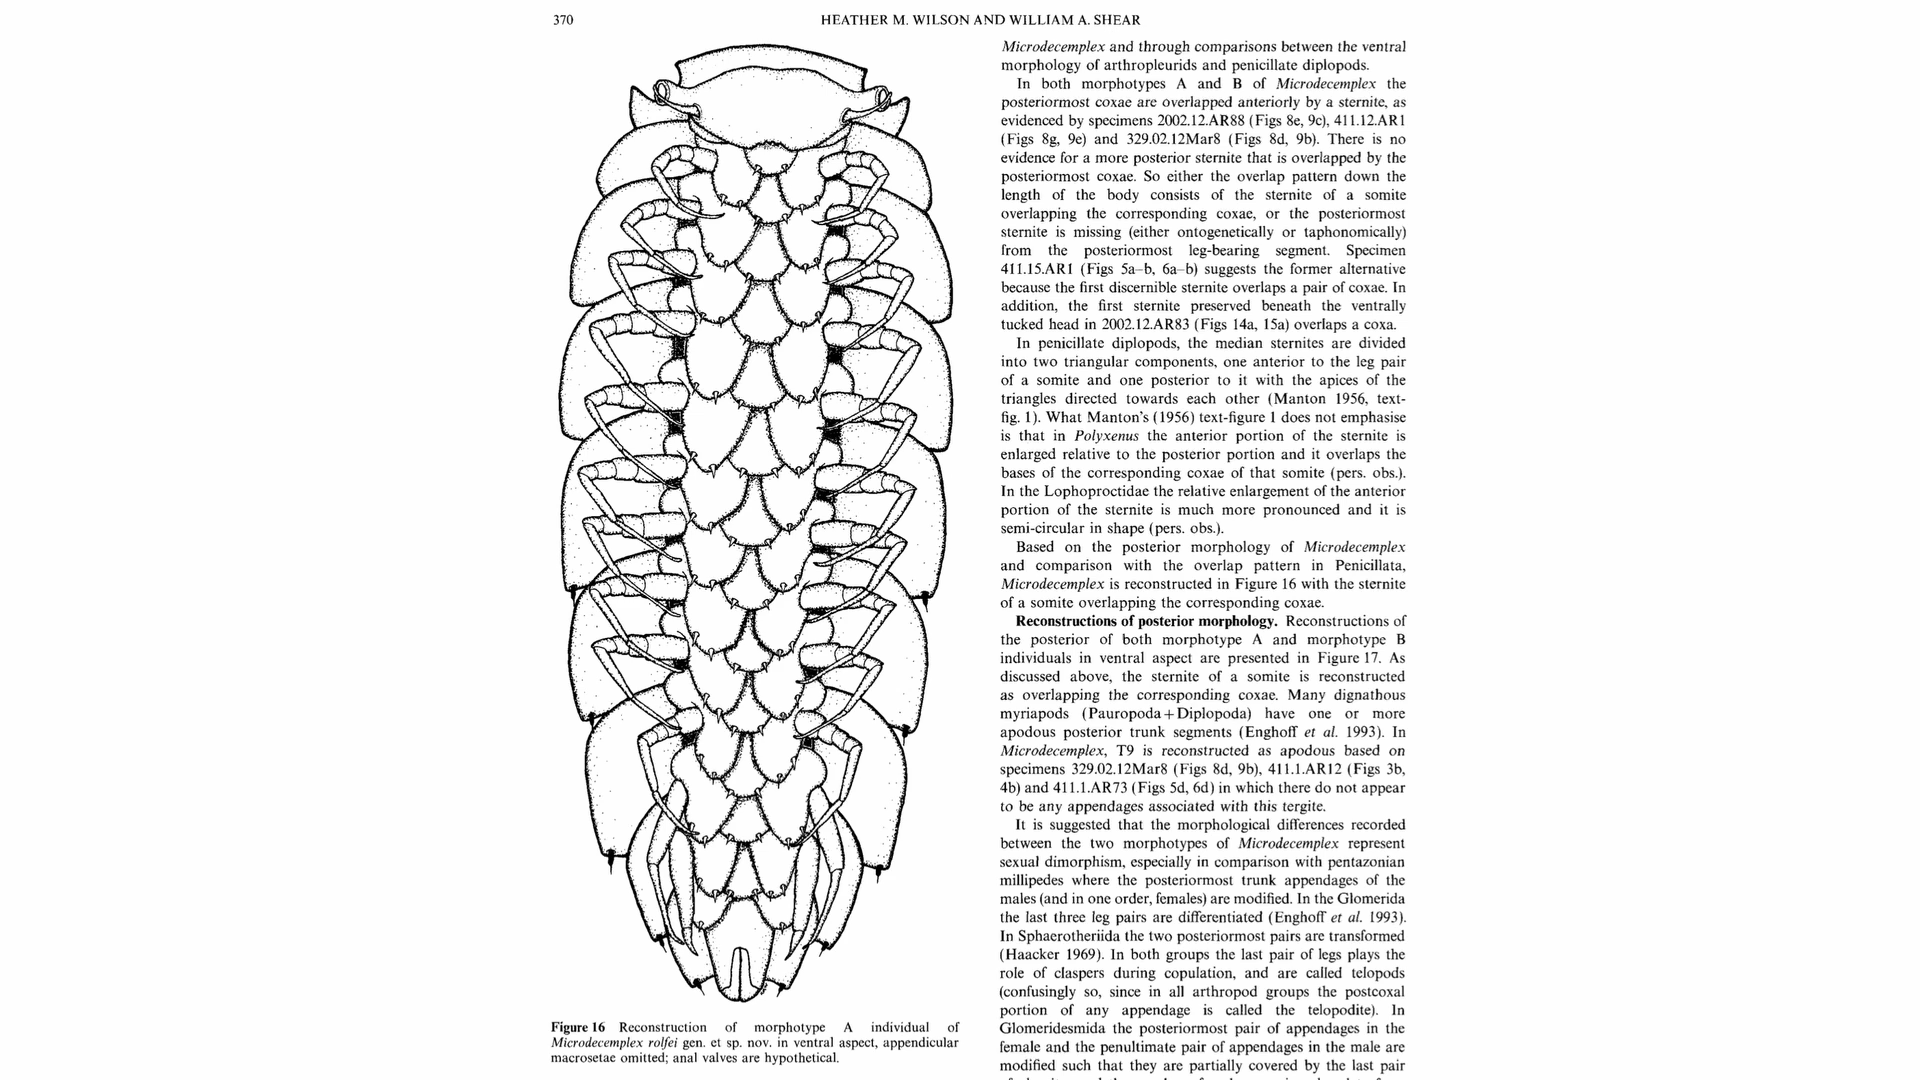 370
HEATHER M. WILSON AND WILLIAM A. SHEAR
Figure 16 Reconstruction of morphotype A individual of
Microdecemplex rolfei gen. et sp. nov. in ventral aspect, appendicular
macrosetae omitted; anal valves are hypothetical.
Microdecemplex and through comparisons between the ventral
morphology of arthropleurids and penicillate diplopods.
In both morphotypes A and B of Microdecemplex the
posteriormost coxae are overlapped anteriorly by a sternite, as
evidenced by specimens 2002.12.AR88 (Figs 8e, 9c), 411.12.AR1
(Figs 8g, 9e) and 329.02.12Mar8 (Figs 8d, 9b). There is no
evidence for a more posterior sternite that is overlapped by the
posteriormost coxae. So either the overlap pattern down the
length of the body consists of the sternite of a somite
overlapping the corresponding coxae, or the posteriormost
sternite is missing (either ontogenetically or taphonomically)
from the posteriormost leg-bearing segment. Specimen
411.15.AR1 (Figs 5a–b, 6a–b) suggests the former alternative
because the first discernible sternite overlaps a pair of coxae. In
addition, the first sternite preserved beneath the ventrally
tucked head in 2002.12.AR83 (Figs 14a, 15a) overlaps a coxa.
In penicillate diplopods, the median sternites are divided
into two triangular components, one anterior to the leg pair
of a somite and one posterior to it with the apices of the
triangles directed towards each other (Manton 1956, text-
fig. 1). What Manton's (1956) text-figure 1 does not emphasise
is that in Polyxenus the anterior portion of the sternite is
enlarged relative to the posterior portion and it overlaps the
bases of the corresponding coxae of that somite (pers. obs.).
In the Lophoproctidae the relative enlargement of the anterior
portion of the sternite is much more pronounced and it is
semi-circular in shape (pers. obs.).
Based on the posterior morphology of Microdecemplex
and comparison with the overlap pattern in Penicillata,
Microdecemplex is reconstructed in Figure 16 with the sternite
of a somite overlapping the corresponding coxae.
Reconstructions of posterior morphology. Reconstructions of
the posterior of both morphotype A and morphotype B
individuals in ventral aspect are presented in Figure 17. As
discussed above, the sternite of a somite is reconstructed
as overlapping the corresponding coxae. Many dignathous
myriapods (Pauropoda+Diplopoda) have one or more
apodous posterior trunk segments (Enghoff et al. 1993). In
Microdecemplex, T9 is reconstructed as apodous based on
specimens 329.02.12Mar8 (Figs 8d, 9b), 411.1.AR12 (Figs 3b,
4b) and 411.1.AR73 (Figs 5d, 6d) in which there do not appear
to be any appendages associated with this tergite.
It is suggested that the morphological differences recorded
between the two morphotypes of Microdecemplex represent
sexual dimorphism, especially in comparison with pentazonian
millipedes where the posteriormost trunk appendages of the
males (and in one order, females) are modified. In the Glomerida
the last three leg pairs are differentiated (Enghoff et al. 1993).
In Sphaerotheriida the two posteriormost pairs are transformed
(Haacker 1969). In both groups the last pair of legs plays the
role of claspers during copulation, and are called telopods
(confusingly so, since in all arthropod groups the postcoxal
portion of any appendage is called the telopodite). In
Glomeridesmida the posteriormost pair of appendages in the
female and the penultimate pair of appendages in the male are
modified such that they are partially covered by the last pair